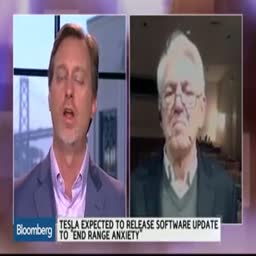 Bloomberg
TESLA EXPECTED TO RELEASE SOFTWARE UPDATE
TO "END RANGE ANXIETY"